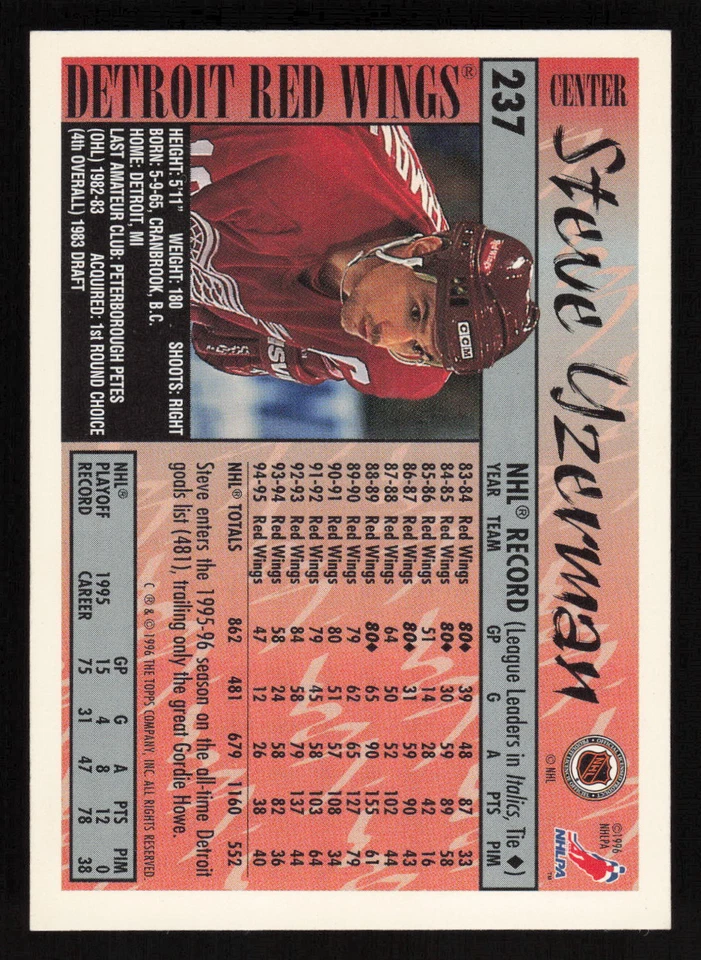 CENTER
Steve Yzerman
©1996
NHLPA
NHLPA™
NHL
© NHL
237
DETROIT RED WINGS®
CCM
HEIGHT: 5'11" WEIGHT: 180 SHOOTS: RIGHT
BORN: 5-9-65, CRANBROOK, B.C.
HOME: DETROIT, MI
LAST AMATEUR CLUB: PETERBOROUGH PETES
(OHL) 1982-83 ACQUIRED: 1st ROUND CHOICE
(4th OVERALL) 1983 DRAFT
NHL® RECORD (League Leaders in Italics, Tie ♦)
YEAR TEAM GP G A PTS PIM
83-84 Red Wings 80♦ 39 48 87 33
84-85 Red Wings 80♦ 30 59 89 58
85-86 Red Wings 51 14 28 42 16
86-87 Red Wings 80♦ 31 59 90 43
87-88 Red Wings 64 50 52 102 44
88-89 Red Wings 80♦ 65 90 155 61
89-90 Red Wings 79 62 65 127 79
90-91 Red Wings 80 51 57 108 34
91-92 Red Wings 79 45 58 103 64
92-93 Red Wings 84 58 79 137 44
93-94 Red Wings 58 24 58 82 36
94-95 Red Wings 47 12 26 38 40
NHL® TOTALS 862 481 679 1160 552
Steve enters the 1995-96 season on the all-time Detroit
goals list (481), trailing only the great Gordie Howe.
C ® & © 1996 THE TOPPS COMPANY, INC. ALL RIGHTS RESERVED.
NHL® GP G A PTS PIM
PLAYOFF 1995 15 4 8 12 0
RECORD CAREER 75 31 47 78 38